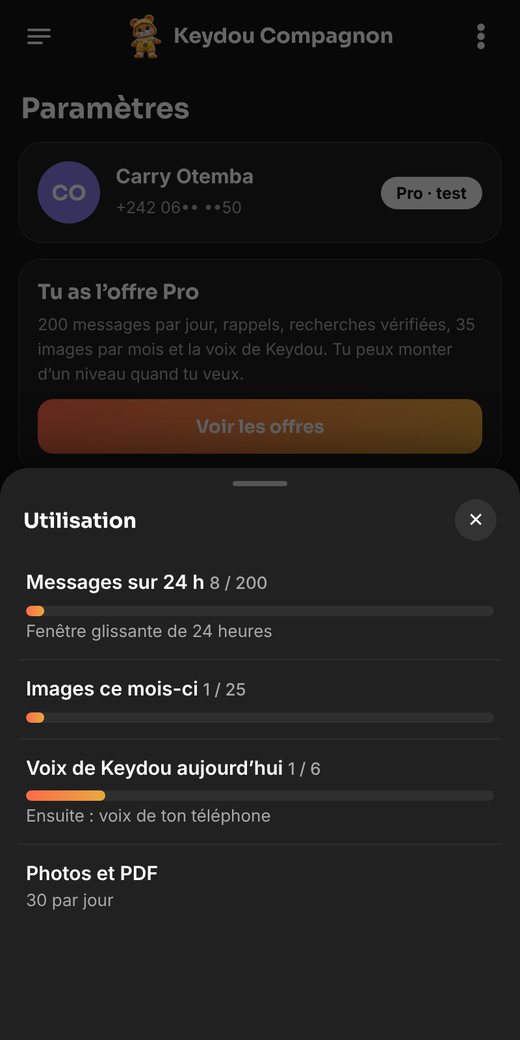 Keydou Compagnon
Paramètres
CO
Carry Otemba
+242 06•• ••50
Pro · test
Tu as l’offre Pro
200 messages par jour, rappels, recherches vérifiées, 35
images par mois et la voix de Keydou. Tu peux monter
d’un niveau quand tu veux.
Voir les offres
Utilisation
Messages sur 24 h 8 / 200
Fenêtre glissante de 24 heures
Images ce mois-ci 1 / 25
Voix de Keydou aujourd’hui 1 / 6
Ensuite : voix de ton téléphone
Photos et PDF
30 par jour